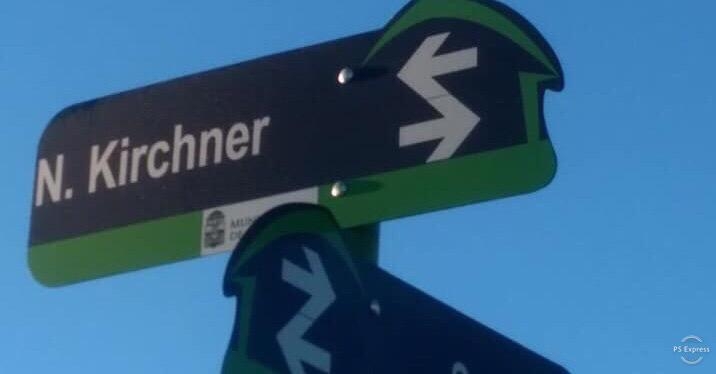 N. Kirchner
PS Express